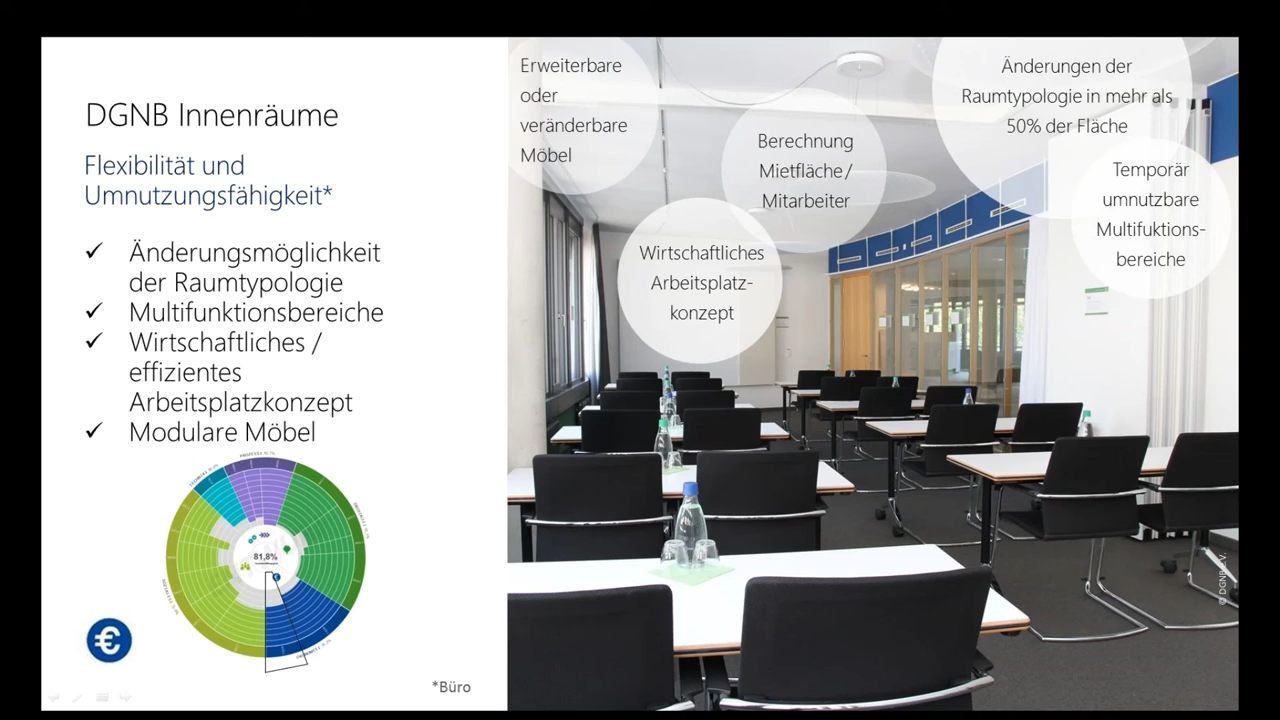 DGNB Innenräume
Flexibilität und
Umnutzungsfähigkeit*
✓ Änderungsmöglichkeit
der Raumtypologie
✓ Multifunktionsbereiche
✓ Wirtschaftliches /
effizientes
Arbeitsplatzkonzept
✓ Modulare Möbel
81,8%
€
*Büro
Erweiterbare
oder
veränderbare
Möbel
Berechnung
Mietfläche /
Mitarbeiter
Wirtschaftliches
Arbeitsplatz-
konzept
Änderungen der
Raumtypologie in mehr als
50% der Fläche
Temporär
umnutzbare
Multifuktions-
bereiche
© DGNB e.V.